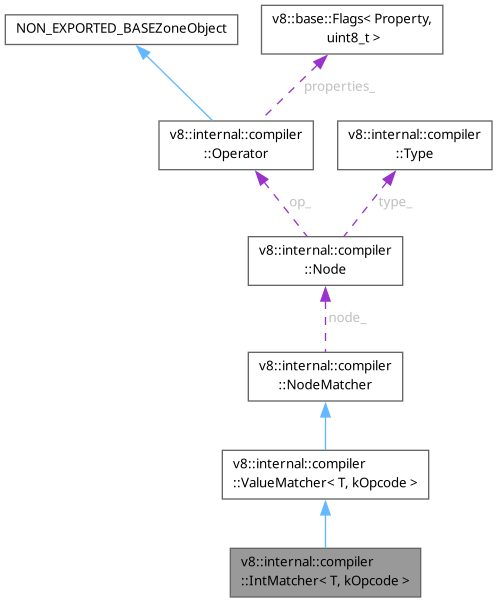 NON_EXPORTED_BASEZoneObject
v8::base::Flags< Property,
uint8_t >
properties_
v8::internal::compiler
::Operator
v8::internal::compiler
::Type
op_
type_
v8::internal::compiler
::Node
node_
v8::internal::compiler
::NodeMatcher
v8::internal::compiler
::ValueMatcher< T, kOpcode >
v8::internal::compiler
::IntMatcher< T, kOpcode >